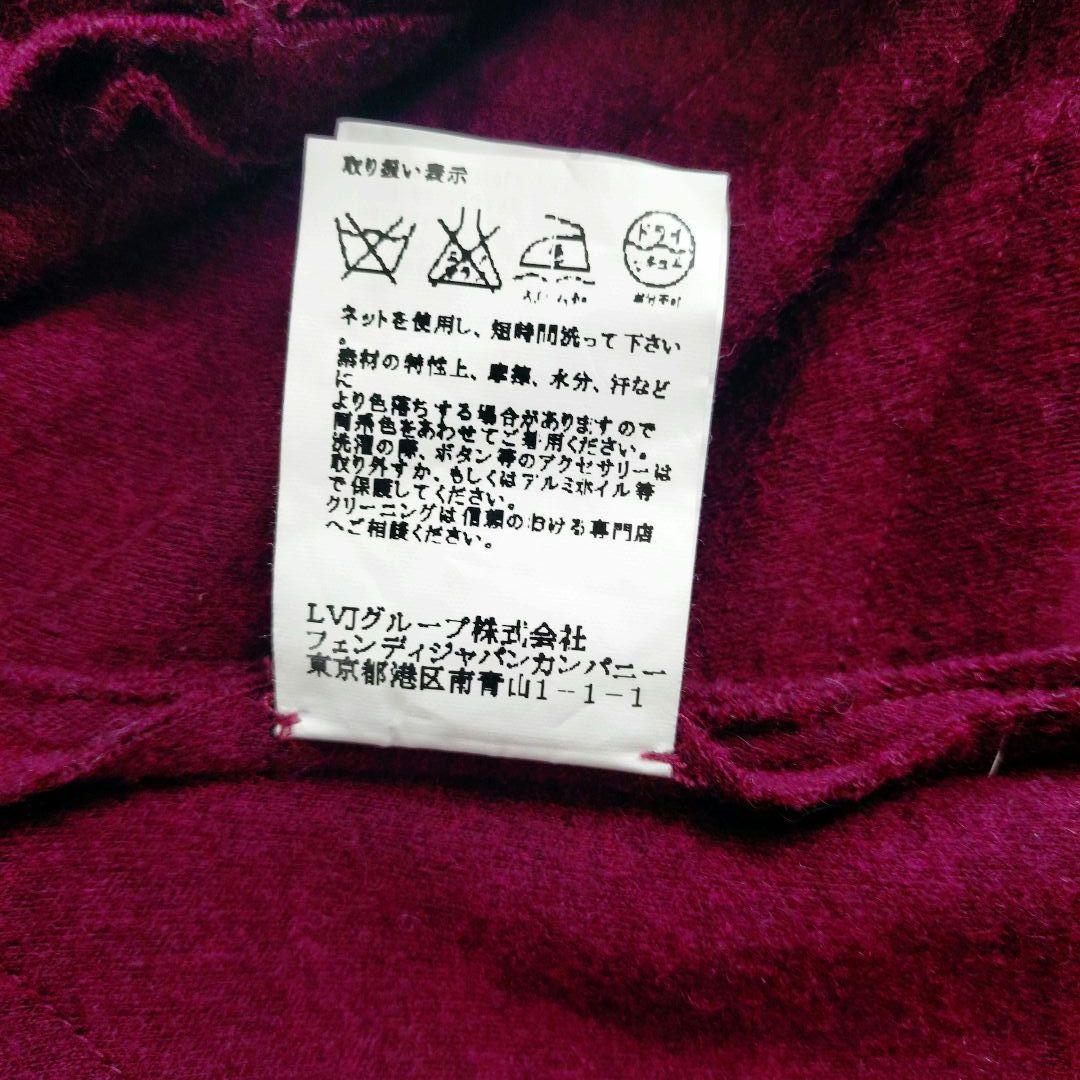 取り扱い表示
ドライ
ネットを使用し、短時間洗って下さい
。
素材の特性上、摩擦、水分、汗など
に
より色落ちする場合がありますので
同系色をあわせてご着用ください。
洗濯の際、ボタン等のアクセサリーは
取り外すか、もしくはアルミホイル等
で保護してください。
クリーニングは信頼のおける専門店
へご相談ください。
LVJグループ株式会社
フェンディジャパンカンパニー
東京都港区南青山1-1-1